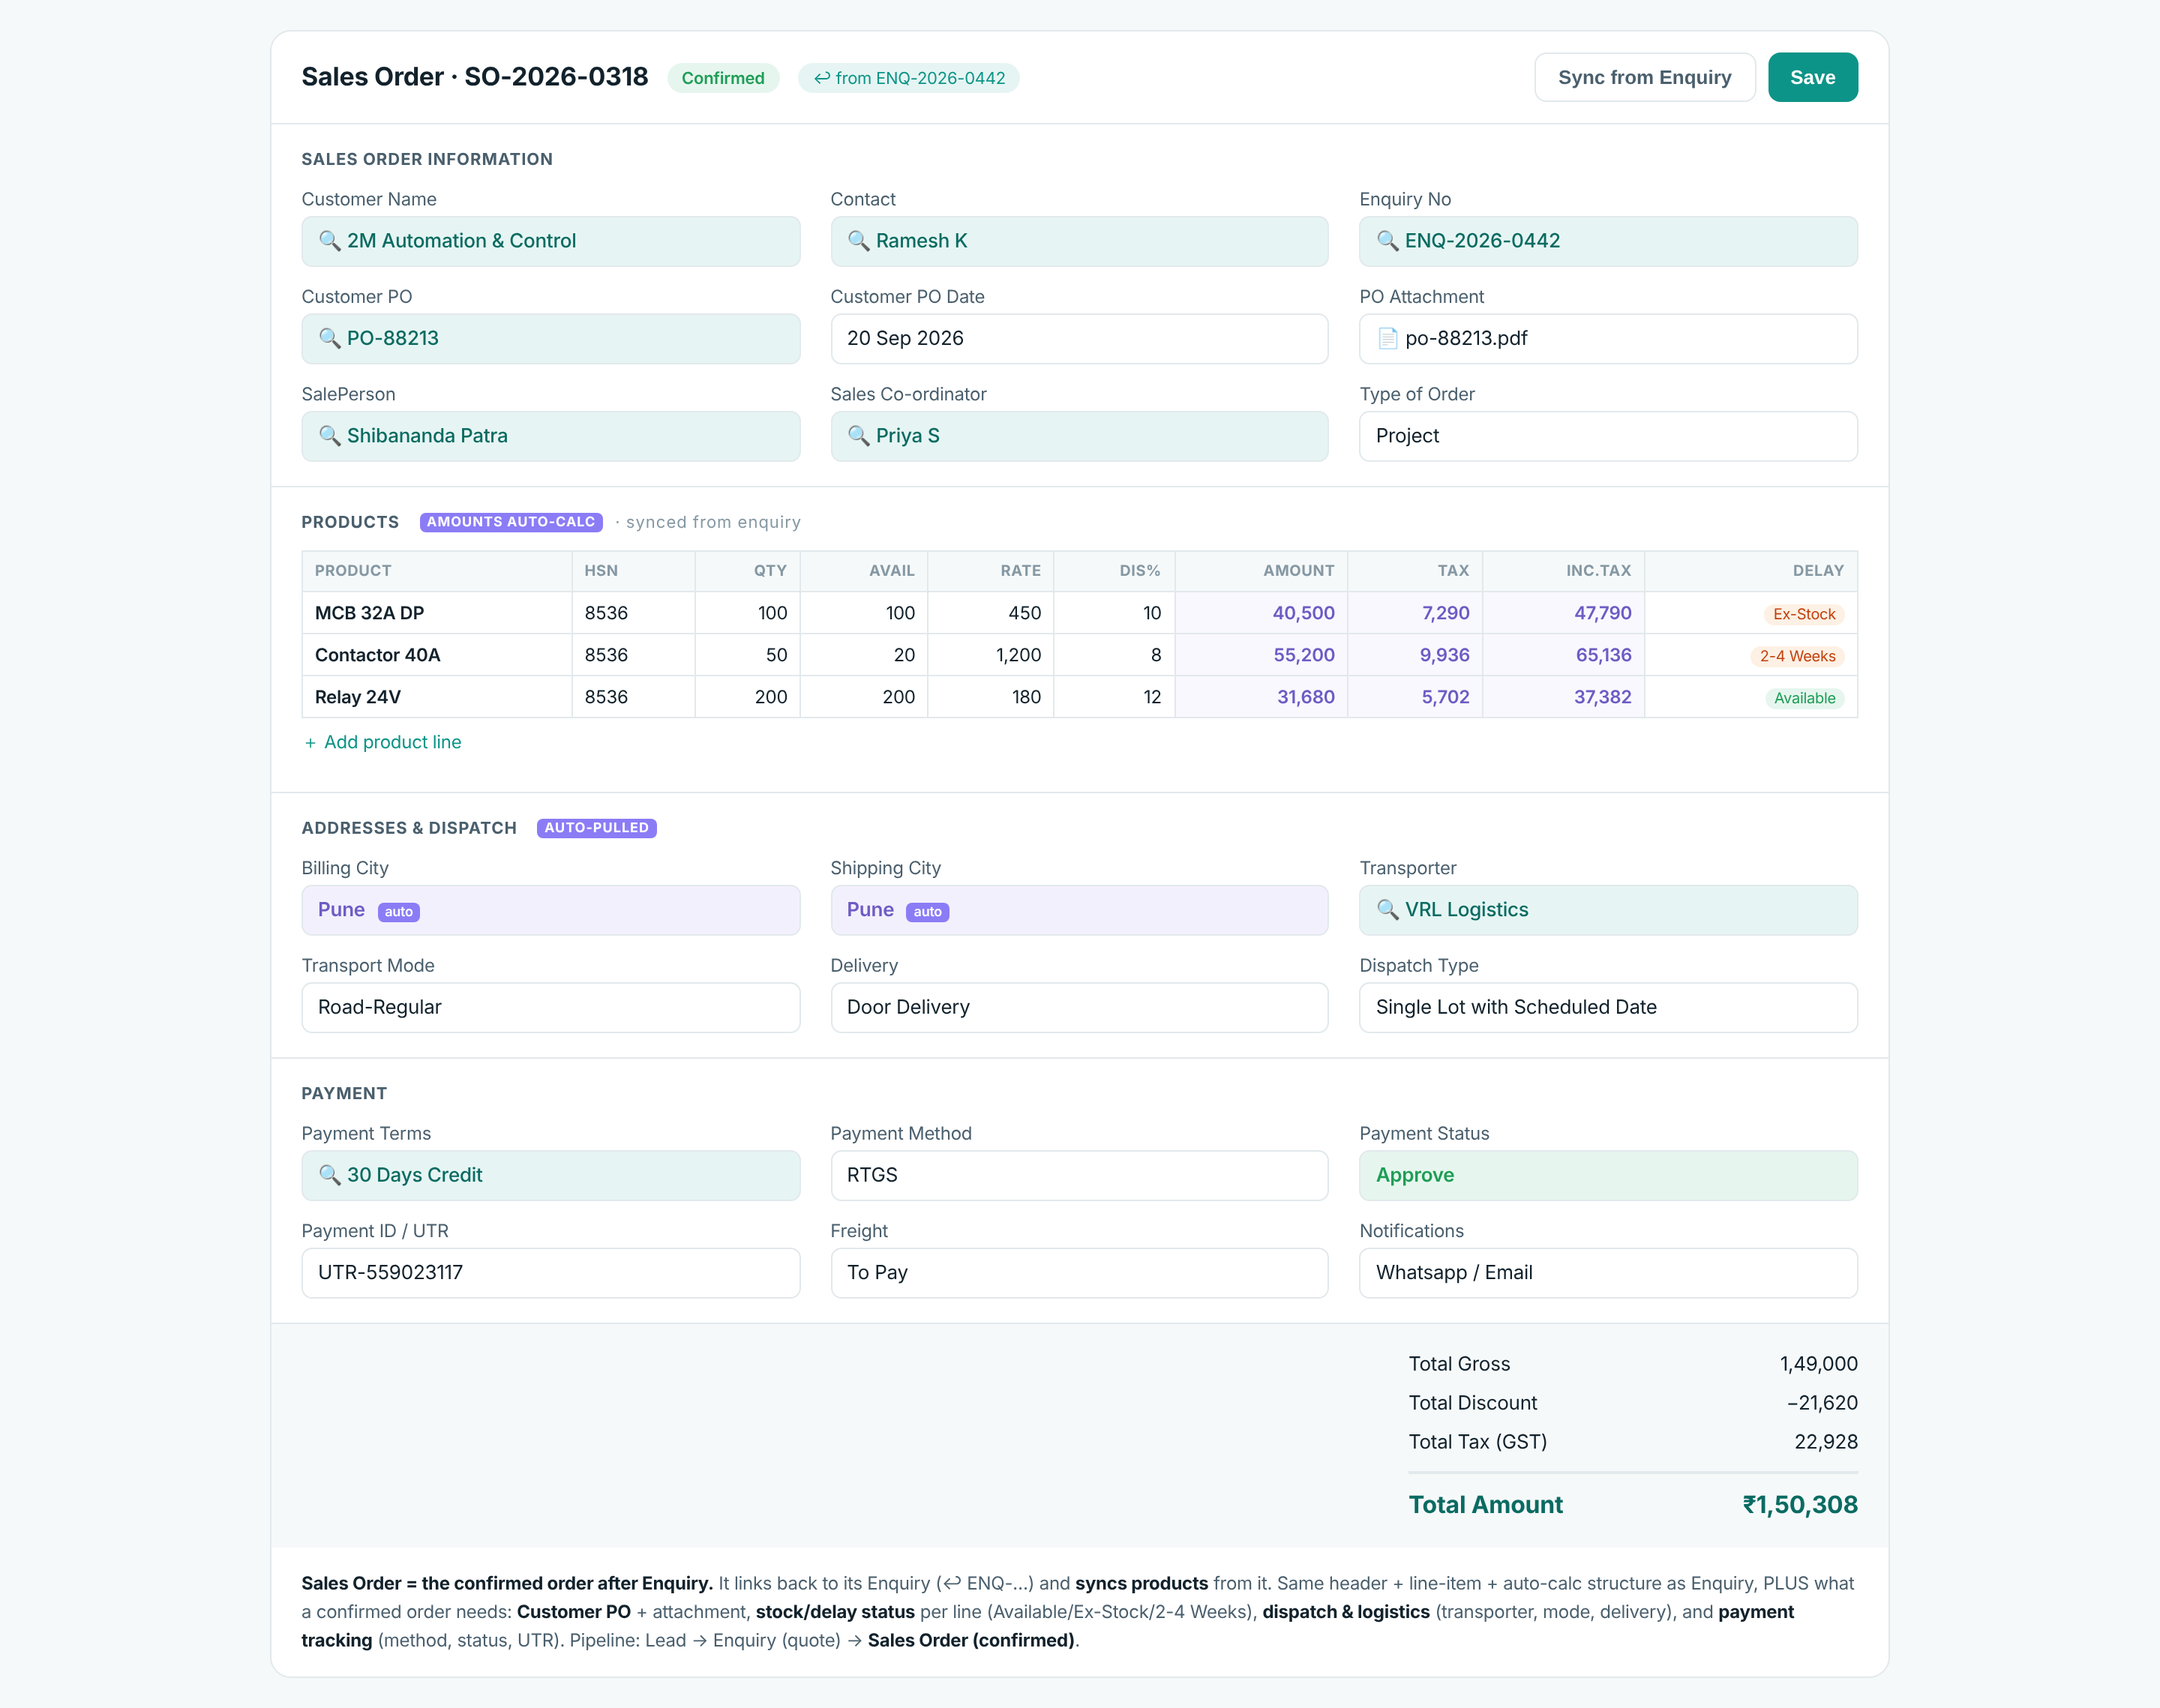 Sales Order · SO-2026-0318 Confirmed ↩ from ENQ-2026-0442 Sync from Enquiry Save
SALES ORDER INFORMATION
Customer Name Contact Enquiry No
🔍 2M Automation & Control 🔍 Ramesh K 🔍 ENQ-2026-0442
Customer PO Customer PO Date PO Attachment
🔍 PO-88213 20 Sep 2026 📄 po-88213.pdf
SalePerson Sales Co-ordinator Type of Order
🔍 Shibananda Patra 🔍 Priya S Project
PRODUCTS AMOUNTS AUTO-CALC · synced from enquiry
PRODUCT HSN QTY AVAIL RATE DIS% AMOUNT TAX INC.TAX DELAY
MCB 32A DP 8536 100 100 450 10 40,500 7,290 47,790 Ex-Stock
Contactor 40A 8536 50 20 1,200 8 55,200 9,936 65,136 2-4 Weeks
Relay 24V 8536 200 200 180 12 31,680 5,702 37,382 Available
+ Add product line
ADDRESSES & DISPATCH AUTO-PULLED
Billing City Shipping City Transporter
Pune auto Pune auto 🔍 VRL Logistics
Transport Mode Delivery Dispatch Type
Road-Regular Door Delivery Single Lot with Scheduled Date
PAYMENT
Payment Terms Payment Method Payment Status
🔍 30 Days Credit RTGS Approve
Payment ID / UTR Freight Notifications
UTR-559023117 To Pay Whatsapp / Email
Total Gross 1,49,000
Total Discount −21,620
Total Tax (GST) 22,928
Total Amount ₹1,50,308
Sales Order = the confirmed order after Enquiry. It links back to its Enquiry (↩ ENQ-...) and syncs products from it. Same header + line-item + auto-calc structure as Enquiry, PLUS what
a confirmed order needs: Customer PO + attachment, stock/delay status per line (Available/Ex-Stock/2-4 Weeks), dispatch & logistics (transporter, mode, delivery), and payment
tracking (method, status, UTR). Pipeline: Lead → Enquiry (quote) → Sales Order (confirmed).